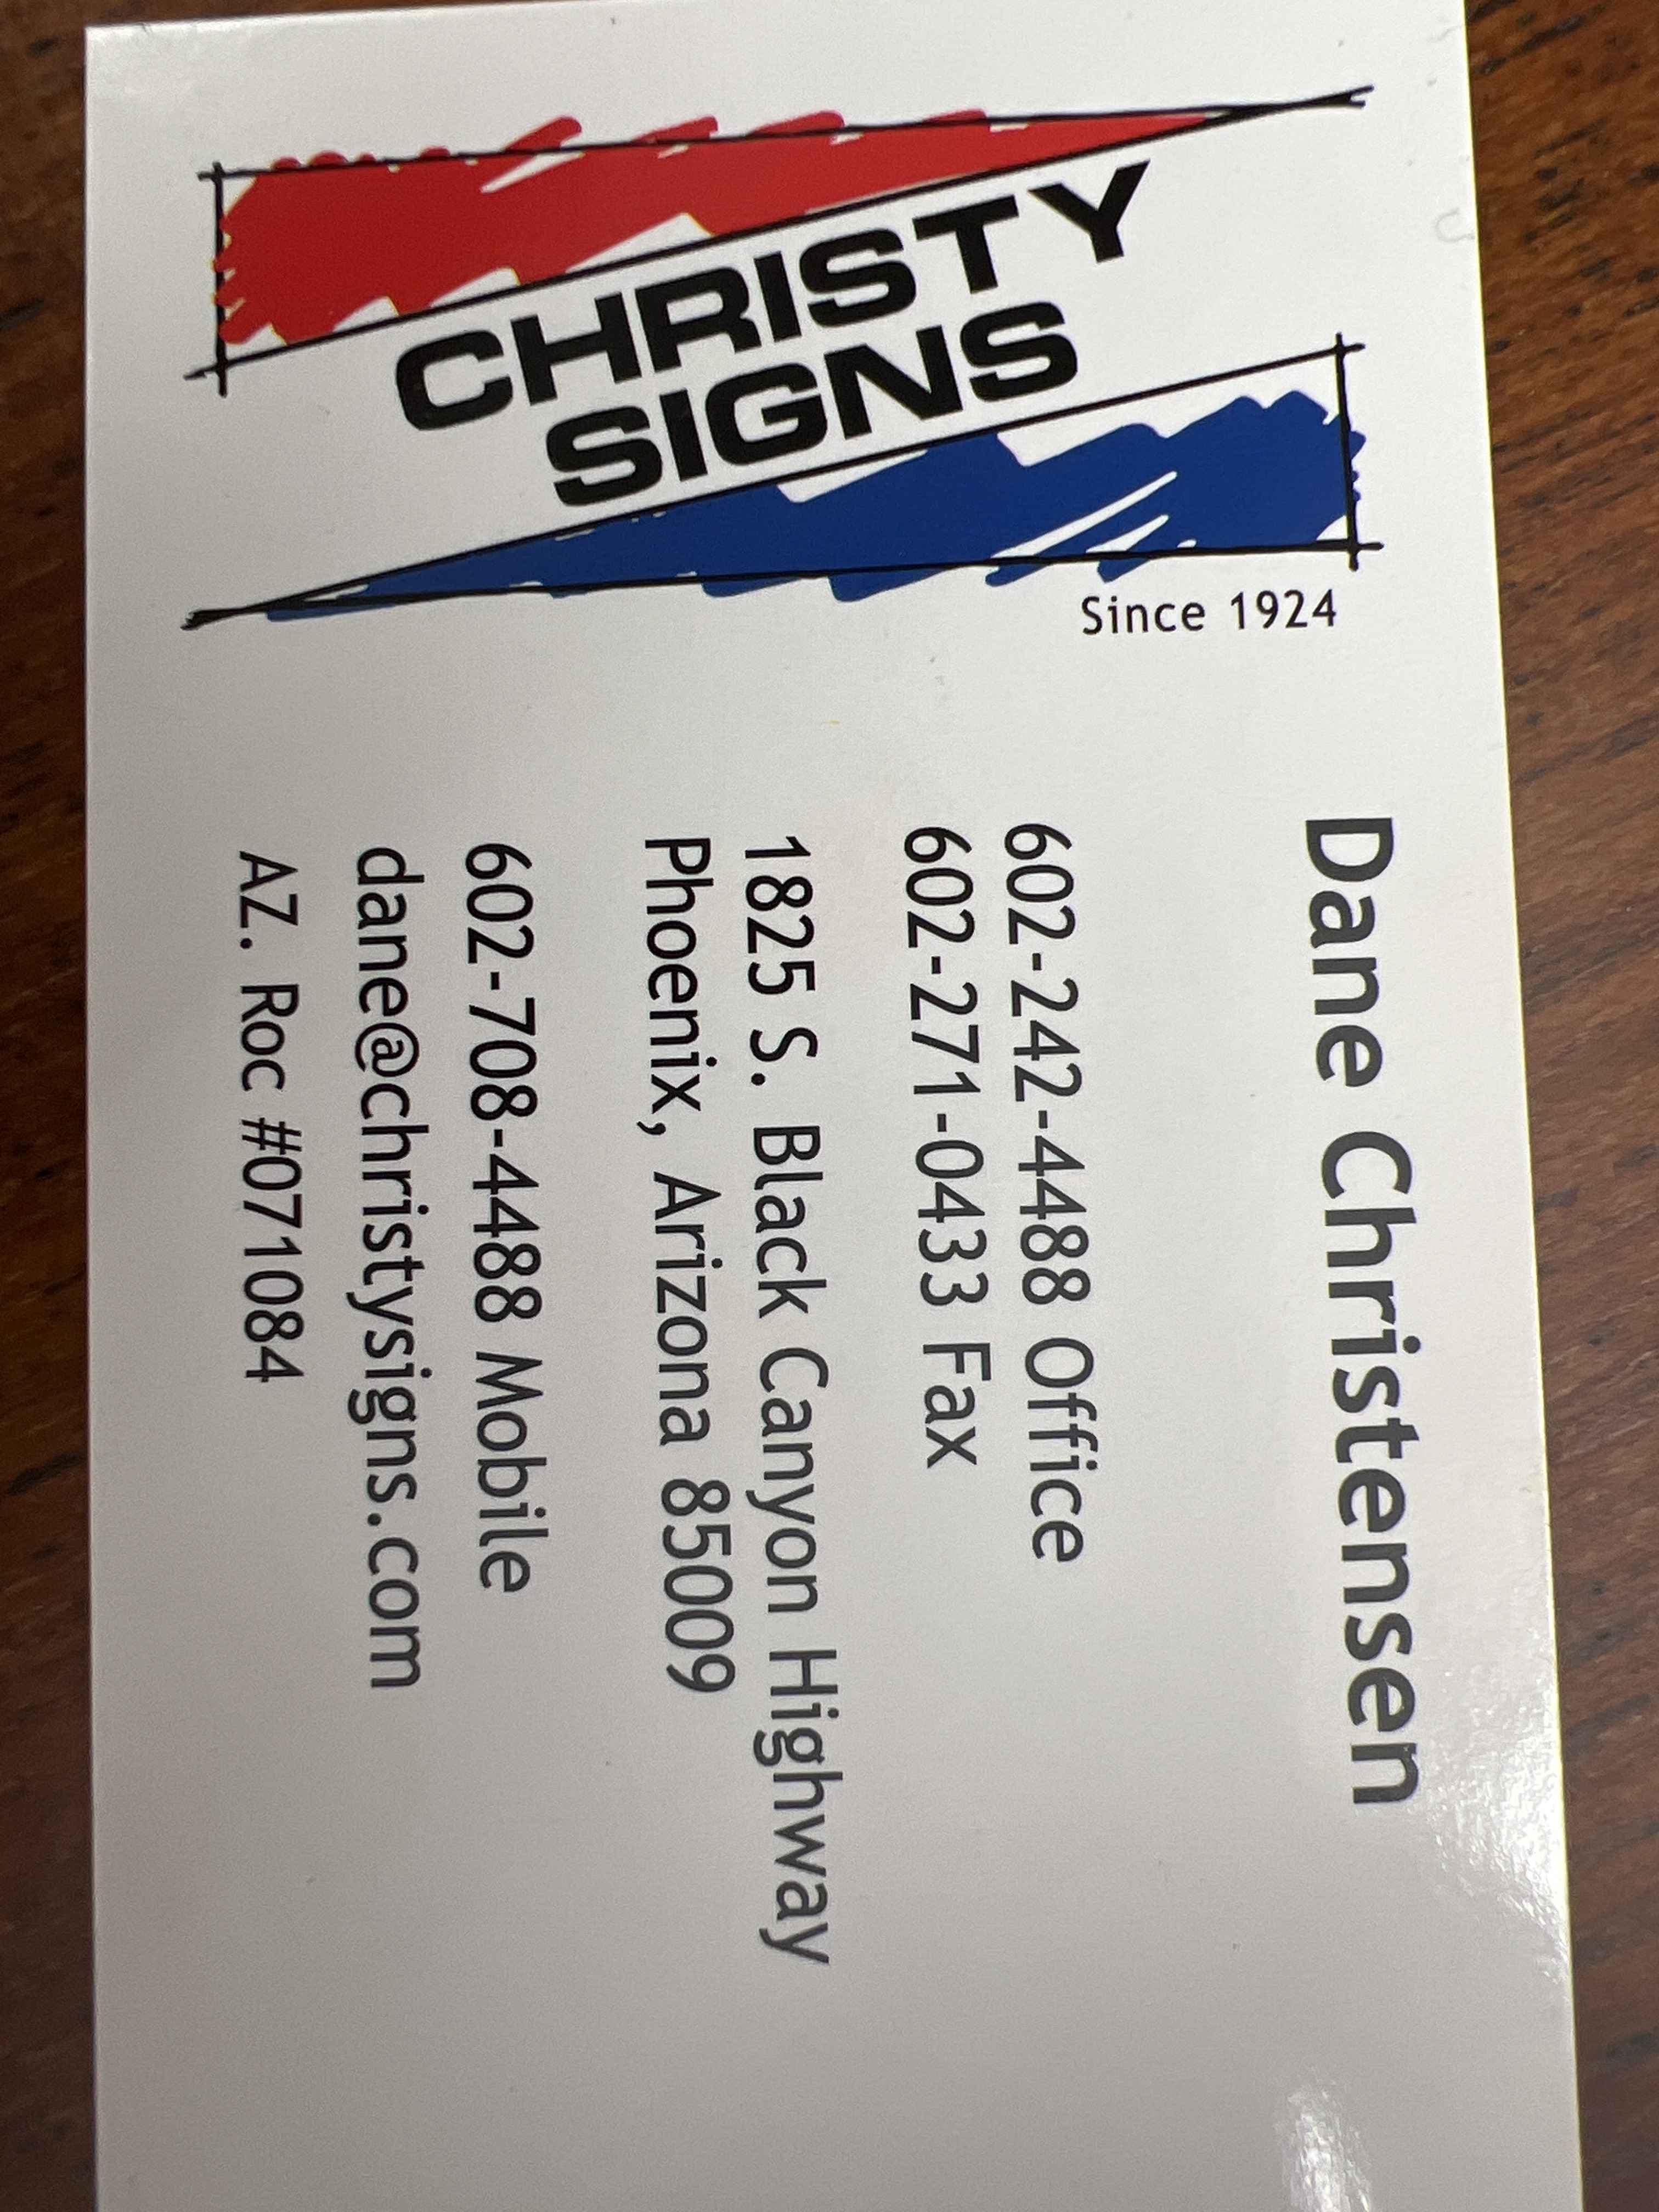 CHRISTY
SIGNS
Since 1924
Dane Christensen
602-242-4488 Office
602-271-0433 Fax
1825 S. Black Canyon Highway
Phoenix, Arizona 85009
602-708-4488 Mobile
dane@christysigns.com
AZ. Roc #071084